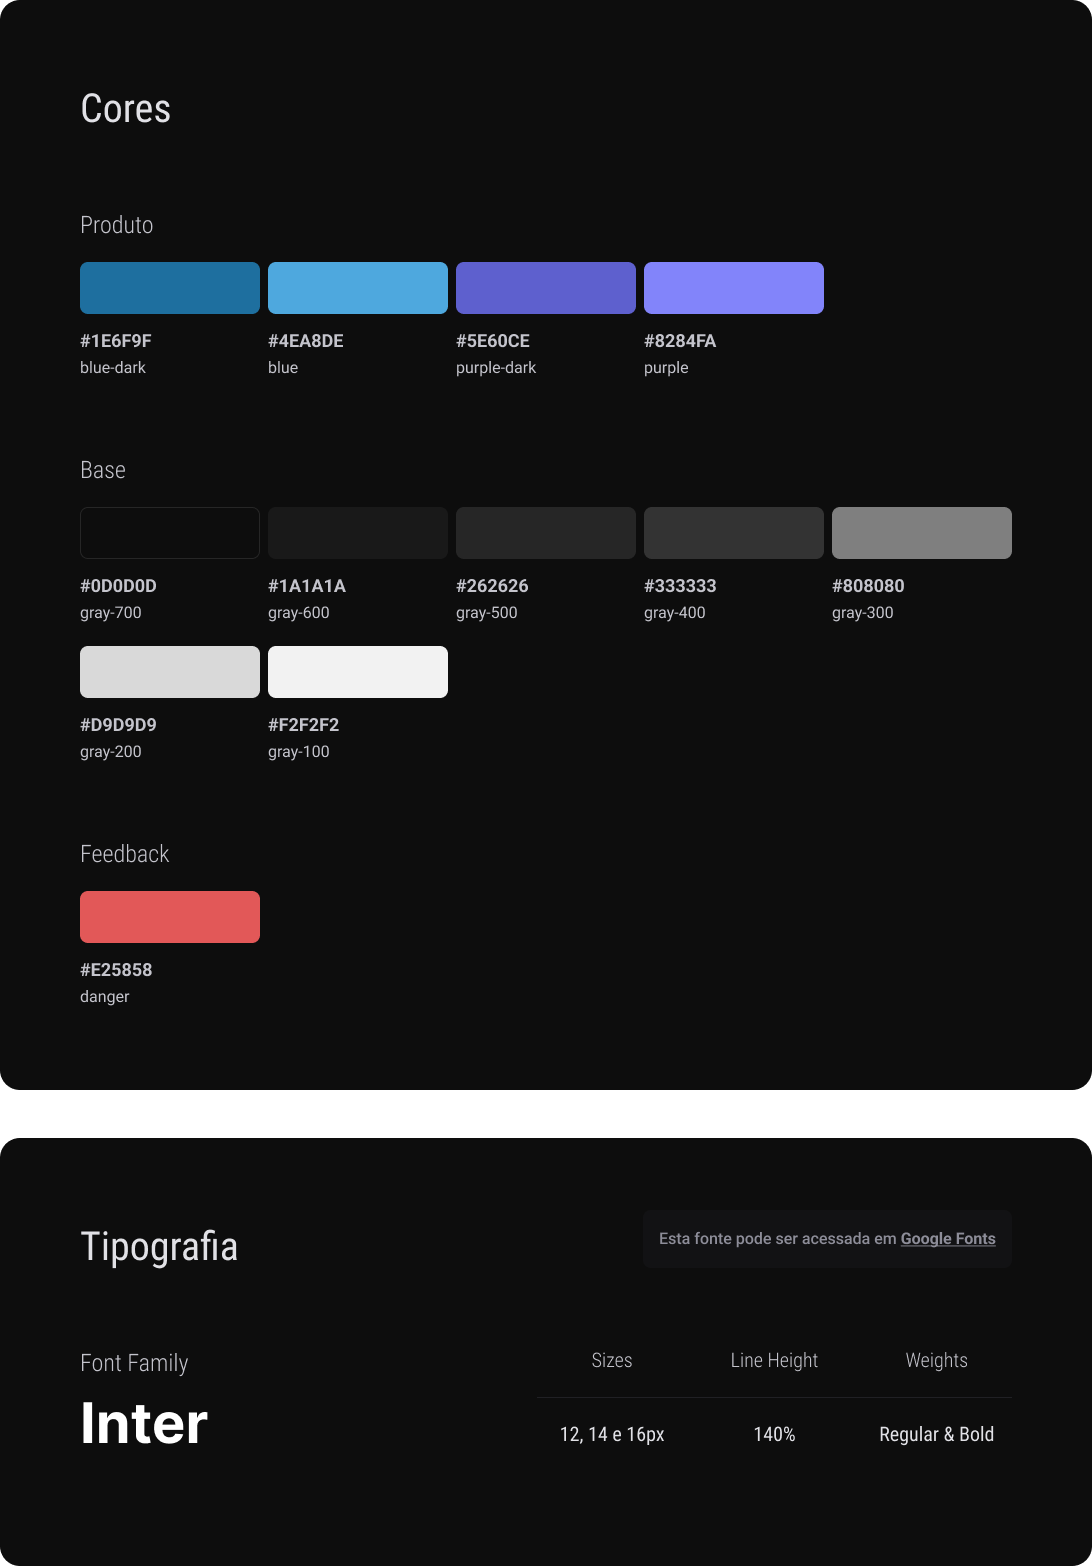 Cores
Produto
#1E6F9F #4EA8DE #5E60CE #8284FA
blue-dark blue purple-dark purple
Base
#0D0D0D #1A1A1A #262626 #333333 #808080
gray-700 gray-600 gray-500 gray-400 gray-300
#D9D9D9 #F2F2F2
gray-200 gray-100
Feedback
#E25858
danger
Tipografia
Esta fonte pode ser acessada em Google Fonts
Font Family
Inter
Sizes Line Height Weights
12, 14 e 16px 140% Regular & Bold